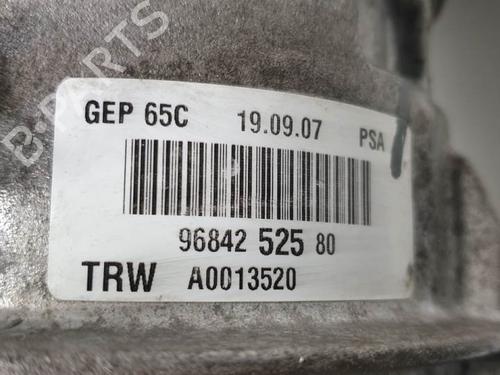 B-PARTS
GEP 65C 19.09.07 PSA
96842 525 80
TRW A0013520